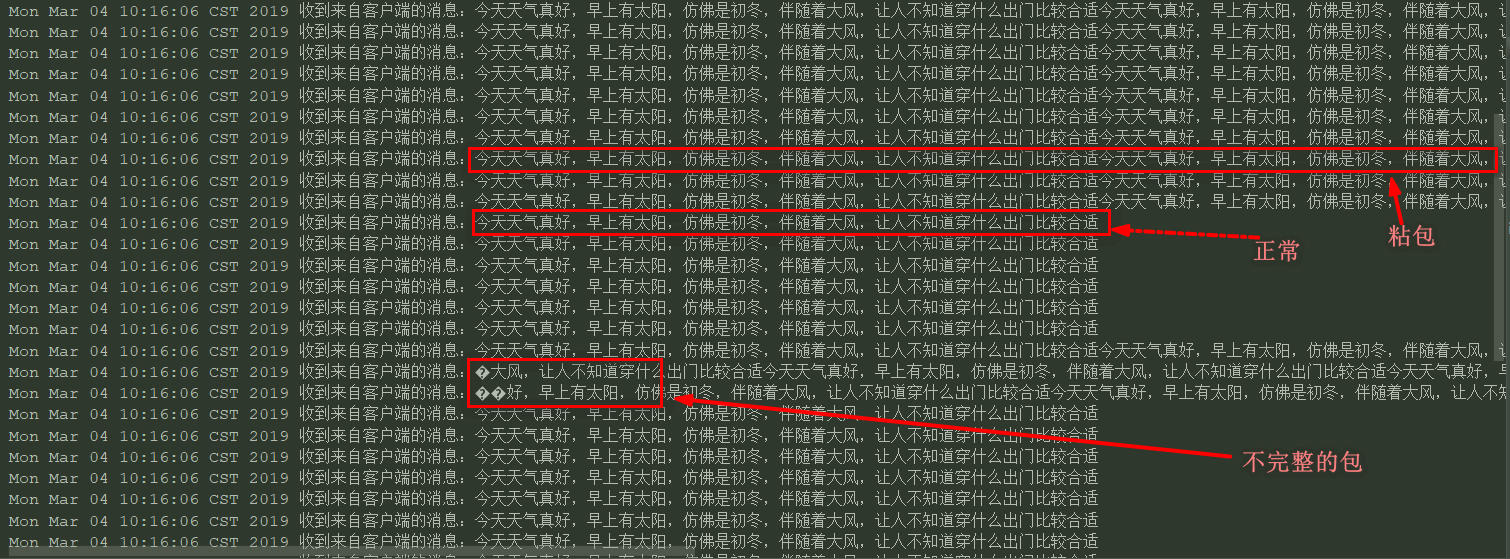 Mon Mar 04 10:16:06 CST 2019 收到来自客户端的消息：今天天气真好，早上有太阳，仿佛是初冬，伴随着大风，让人不知道穿什么出门比较合适今天天气真好，早上有太阳，仿佛是初冬，伴随着大风，
Mon Mar 04 10:16:06 CST 2019 收到来自客户端的消息：今天天气真好，早上有太阳，仿佛是初冬，伴随着大风，让人不知道穿什么出门比较合适今天天气真好，早上有太阳，仿佛是初冬，伴随着大风，
Mon Mar 04 10:16:06 CST 2019 收到来自客户端的消息：今天天气真好，早上有太阳，仿佛是初冬，伴随着大风，让人不知道穿什么出门比较合适今天天气真好，早上有太阳，仿佛是初冬，伴随着大风，
Mon Mar 04 10:16:06 CST 2019 收到来自客户端的消息：今天天气真好，早上有太阳，仿佛是初冬，伴随着大风，让人不知道穿什么出门比较合适今天天气真好，早上有太阳，仿佛是初冬，伴随着大风，
Mon Mar 04 10:16:06 CST 2019 收到来自客户端的消息：今天天气真好，早上有太阳，仿佛是初冬，伴随着大风，让人不知道穿什么出门比较合适今天天气真好，早上有太阳，仿佛是初冬，伴随着大风，
Mon Mar 04 10:16:06 CST 2019 收到来自客户端的消息：今天天气真好，早上有太阳，仿佛是初冬，伴随着大风，让人不知道穿什么出门比较合适今天天气真好，早上有太阳，仿佛是初冬，伴随着大风，
Mon Mar 04 10:16:06 CST 2019 收到来自客户端的消息：今天天气真好，早上有太阳，仿佛是初冬，伴随着大风，让人不知道穿什么出门比较合适今天天气真好，早上有太阳，仿佛是初冬，伴随着大风，
Mon Mar 04 10:16:06 CST 2019 收到来自客户端的消息：今天天气真好，早上有太阳，仿佛是初冬，伴随着大风，让人不知道穿什么出门比较合适今天天气真好，早上有太阳，仿佛是初冬，伴随着大风，
Mon Mar 04 10:16:06 CST 2019 收到来自客户端的消息：今天天气真好，早上有太阳，仿佛是初冬，伴随着大风，让人不知道穿什么出门比较合适今天天气真好，早上有太阳，仿佛是初冬，伴随着大风，
Mon Mar 04 10:16:06 CST 2019 收到来自客户端的消息：今天天气真好，早上有太阳，仿佛是初冬，伴随着大风，让人不知道穿什么出门比较合适今天天气真好，早上有太阳，仿佛是初冬，伴随着大风，
Mon Mar 04 10:16:06 CST 2019 收到来自客户端的消息：今天天气真好，早上有太阳，仿佛是初冬，伴随着大风，让人不知道穿什么出门比较合适
粘包
Mon Mar 04 10:16:06 CST 2019 收到来自客户端的消息：今天天气真好，早上有太阳，仿佛是初冬，伴随着大风，让人不知道穿什么出门比较合适
正常
Mon Mar 04 10:16:06 CST 2019 收到来自客户端的消息：今天天气真好，早上有太阳，仿佛是初冬，伴随着大风，让人不知道穿什么出门比较合适
Mon Mar 04 10:16:06 CST 2019 收到来自客户端的消息：今天天气真好，早上有太阳，仿佛是初冬，伴随着大风，让人不知道穿什么出门比较合适
Mon Mar 04 10:16:06 CST 2019 收到来自客户端的消息：今天天气真好，早上有太阳，仿佛是初冬，伴随着大风，让人不知道穿什么出门比较合适
Mon Mar 04 10:16:06 CST 2019 收到来自客户端的消息：今天天气真好，早上有太阳，仿佛是初冬，伴随着大风，让人不知道穿什么出门比较合适
Mon Mar 04 10:16:06 CST 2019 收到来自客户端的消息：今天天气真好，早上有太阳，仿佛是初冬，伴随着大风，让人不知道穿什么出门比较合适今天天气真好，早上有太阳，仿佛是初冬，伴随着大风，
Mon Mar 04 10:16:06 CST 2019 收到来自客户端的消息：�大风，让人不知道穿什么出门比较合适今天天气真好，早上有太阳，仿佛是初冬，伴随着大风，让人不知道穿什么出门比较合适今天天气真好，
Mon Mar 04 10:16:06 CST 2019 收到来自客户端的消息：��好，早上有太阳，仿佛是初冬，伴随着大风，让人不知道穿什么出门比较合适今天天气真好，早上有太阳，仿佛是初冬，伴随着大风，让人不
Mon Mar 04 10:16:06 CST 2019 收到来自客户端的消息：今天天气真好，早上有太阳，仿佛是初冬，伴随着大风，让人不知道穿什么出门比较合适
Mon Mar 04 10:16:06 CST 2019 收到来自客户端的消息：今天天气真好，早上有太阳，仿佛是初冬，伴随着大风，让人不知道穿什么出门比较合适
Mon Mar 04 10:16:06 CST 2019 收到来自客户端的消息：今天天气真好，早上有太阳，仿佛是初冬，伴随着大风，让人不知道穿什么出门比较合适
不完整的包
Mon Mar 04 10:16:06 CST 2019 收到来自客户端的消息：今天天气真好，早上有太阳，仿佛是初冬，伴随着大风，让人不知道穿什么出门比较合适
Mon Mar 04 10:16:06 CST 2019 收到来自客户端的消息：今天天气真好，早上有太阳，仿佛是初冬，伴随着大风，让人不知道穿什么出门比较合适
Mon Mar 04 10:16:06 CST 2019 收到来自客户端的消息：今天天气真好，早上有太阳，仿佛是初冬，伴随着大风，让人不知道穿什么出门比较合适
Mon Mar 04 10:16:06 CST 2019 收到来自客户端的消息：今天天气真好，早上有太阳，仿佛是初冬，伴随着大风，让人不知道穿什么出门比较合适